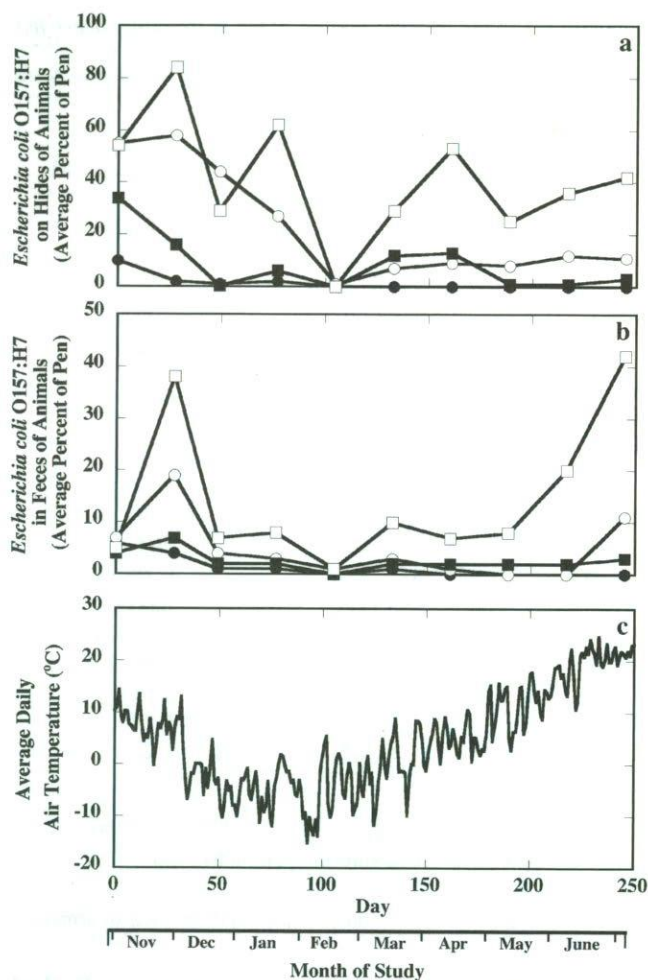 a
100
80
60
40
20
0
Escherichia coli O157:H7
on Hides of Animals
(Average Percent of Pen)
b
50
40
30
20
10
0
Escherichia coli O157:H7
in Feces of Animals
(Average Percent of Pen)
c
30
20
10
0
-10
-20
Average Daily
Air Temperature (°C)
0 50 100 150 200 250
Day
Nov Dec Jan Feb Mar Apr May June
Month of Study